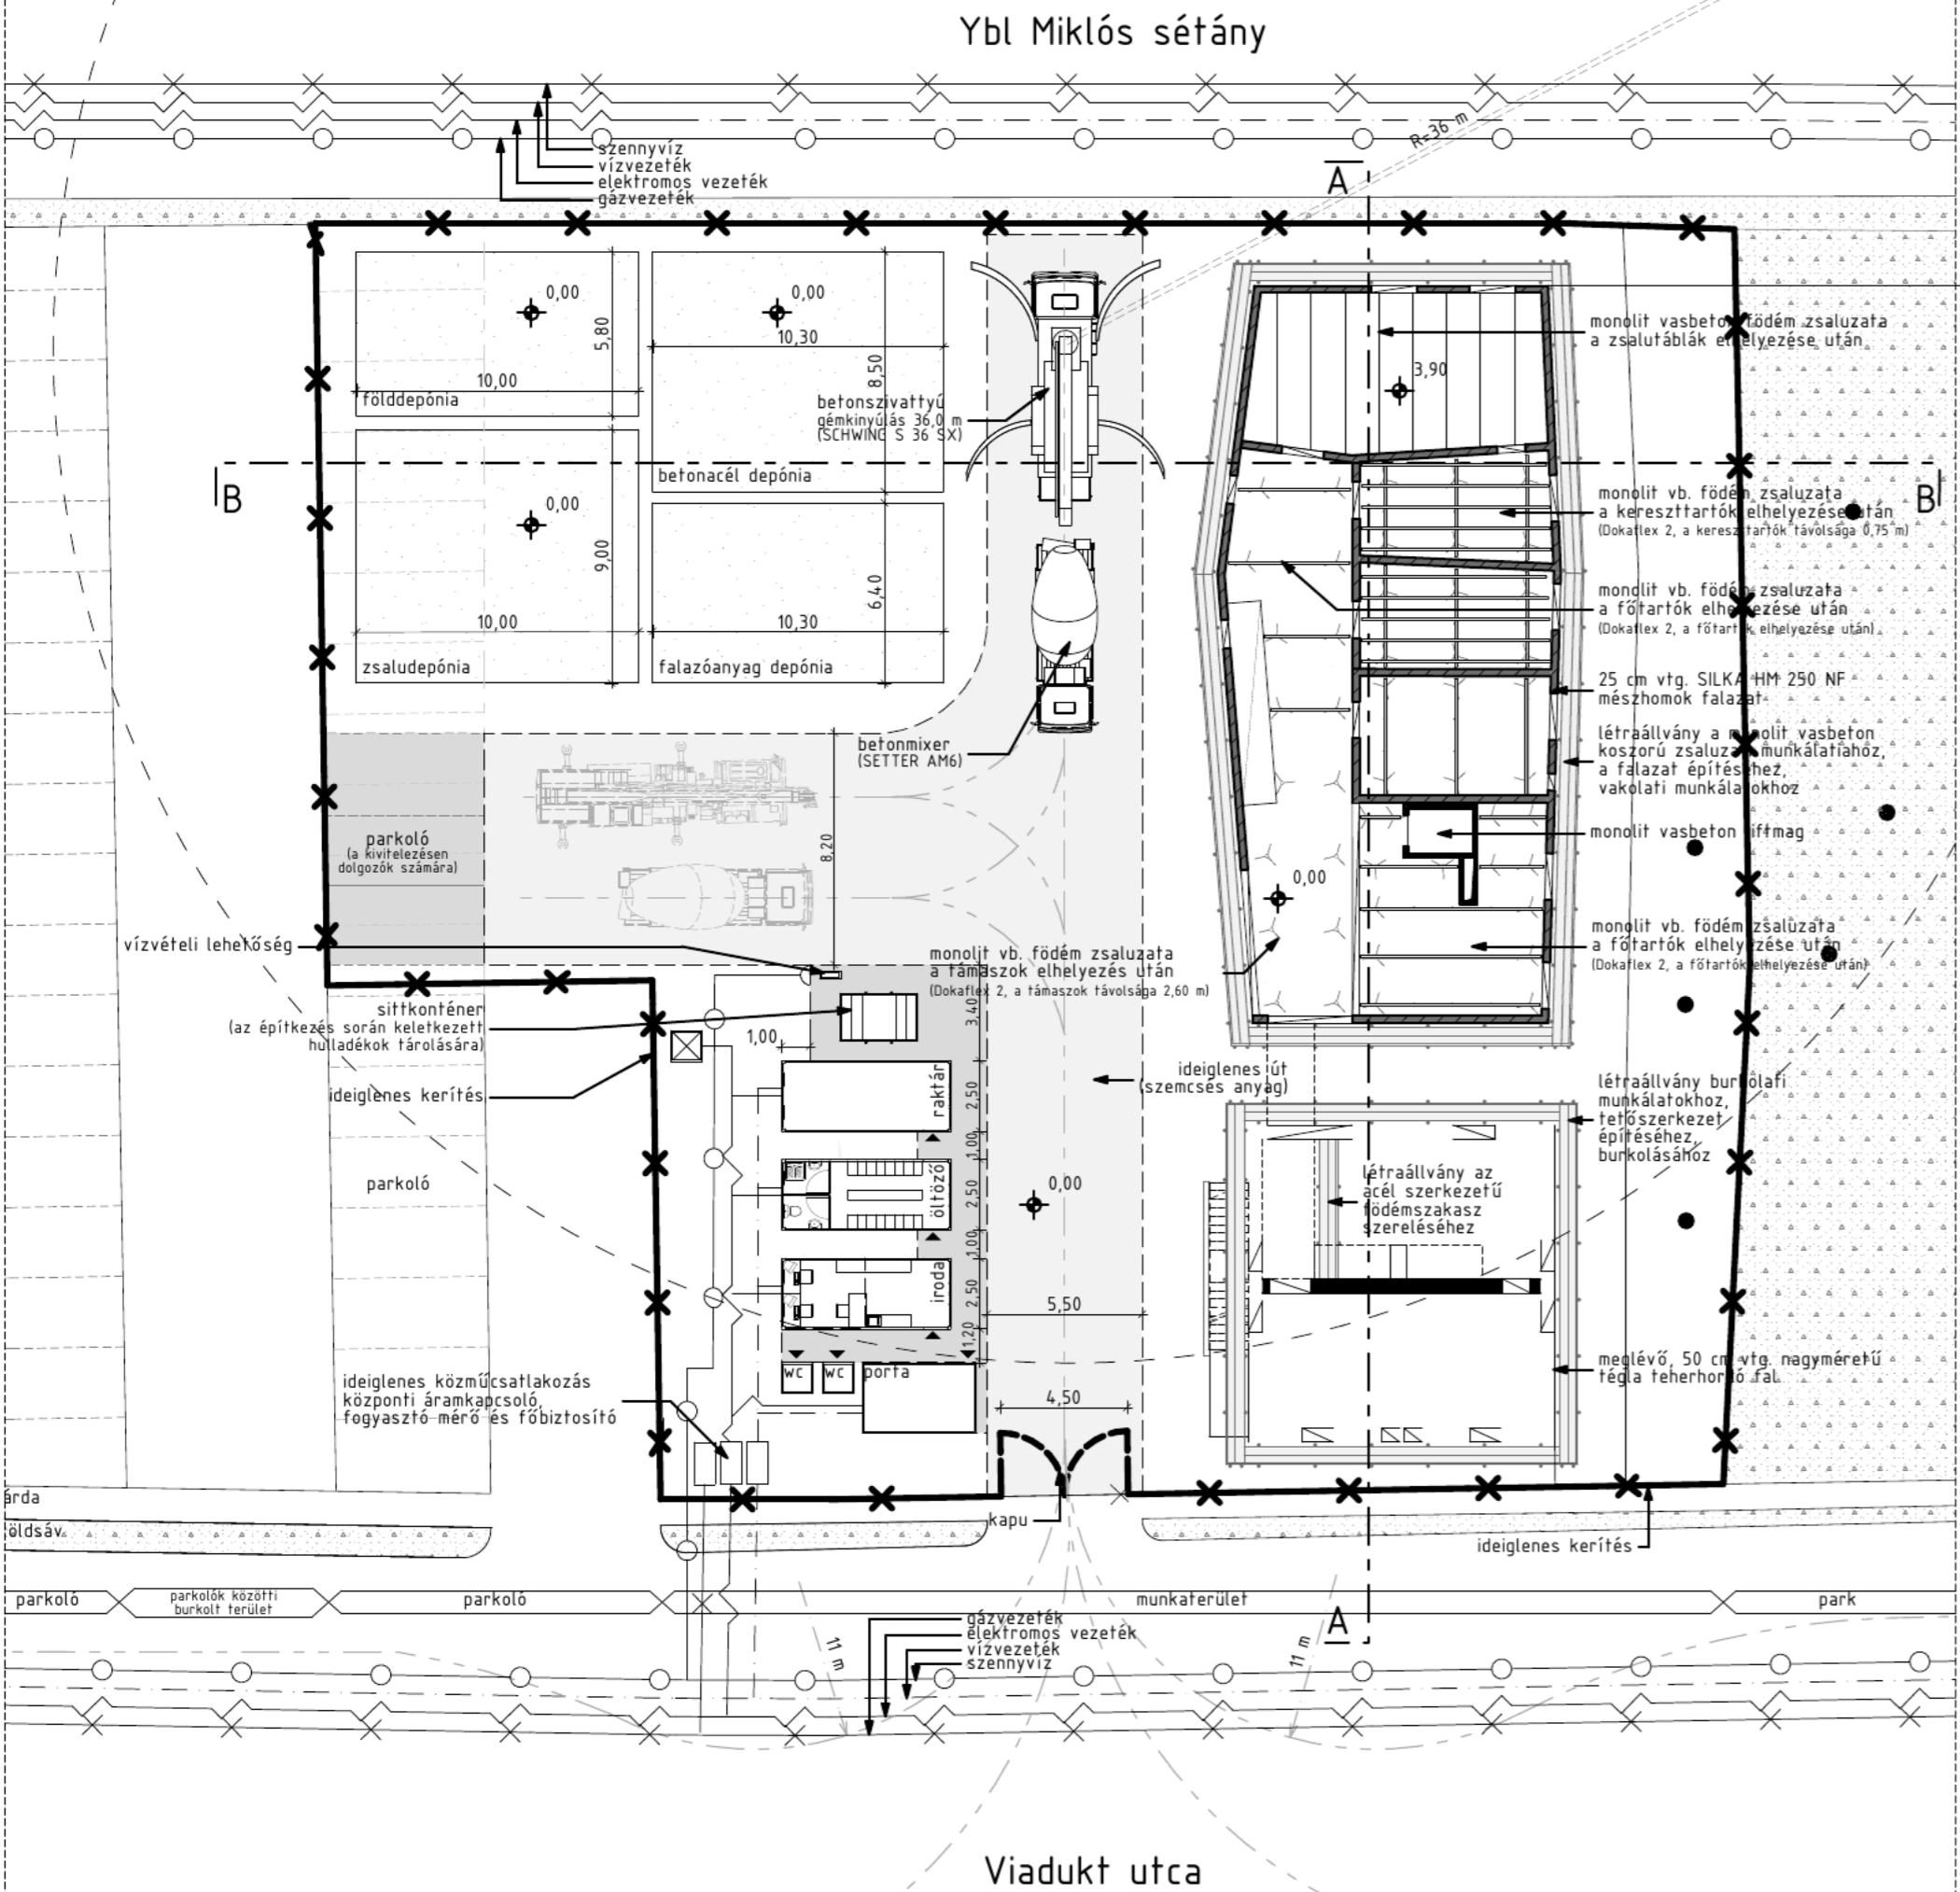 Ybl Miklós sétány
R=36 m
szennyvíz
vízvezeték
elektromos vezeték
gázvezeték
A
0,00
5,80
10,00
földdepónia
0,00
10,30
8,50
betonacél depónia
betonszivattyú
gémkinyúlás 36,0 m
(SCHWING S 36 SX)
3,90
monolit vasbeton födém zsaluzata
a zsalutáblák elhelyezése után
B
B
0,00
9,00
10,00
zsaludepónia
6,40
10,30
falazóanyag depónia
monolit vb. födém zsaluzata
a kereszttartók elhelyezése után
(Dokaflex 2, a kereszttartók távolsága 0,75 m)
monolit vb. födém zsaluzata
a főtartók elhelyezése után
(Dokaflex 2, a főtartók elhelyezése után)
25 cm vtg. SILKA HM 250 NF
mészhomok falazat
létraállvány a monolit vasbeton
koszorú zsaluzási munkálatiahoz,
a falazat építéséhez,
vakolati munkálatokhoz
betonmixer
(SETTER AM6)
8,20
parkoló
(a kivitelezésen
dolgozók számára)
monolit vasbeton liftmag
0,00
vízvételi lehetőség
monolit vb. födém zsaluzata
a támaszok elhelyezés után
(Dokaflex 2, a támaszok távolsága 2,60 m)
monolit vb. födém zsaluzata
a főtartók elhelyezése után
(Dokaflex 2, a főtartók elhelyezése után)
sittkonténer
(az építkezés során keletkezett
hulladékok tárolására)
1,00
3,40
ideiglenes kerítés
raktár
2,50
ideiglenes út
(szemcsés anyag)
létraállvány burkolati
munkálatokhoz,
tetőszerkezet
építéséhez,
burkolásához
1,00
parkoló
öltöző
2,50
0,00
létraállvány az
acél szerkezetű
födémszakasz
szereléséhez
1,00
iroda
2,50
5,50
1,20
wc
wc
porta
meglévő, 50 cm vtg. nagyméretű
tégla teherhordó fal
ideiglenes közműcsatlakozás
központi áramkapcsoló,
fogyasztó mérő és főbiztosító
4,50
árda
öldsáv
kapu
ideiglenes kerítés
parkoló
parkolók közötti
burkolt terület
parkoló
munkaterület
park
gázvezeték
elektromos vezeték
vízvezeték
szennyvíz
11 m
11 m
A
Viadukt utca